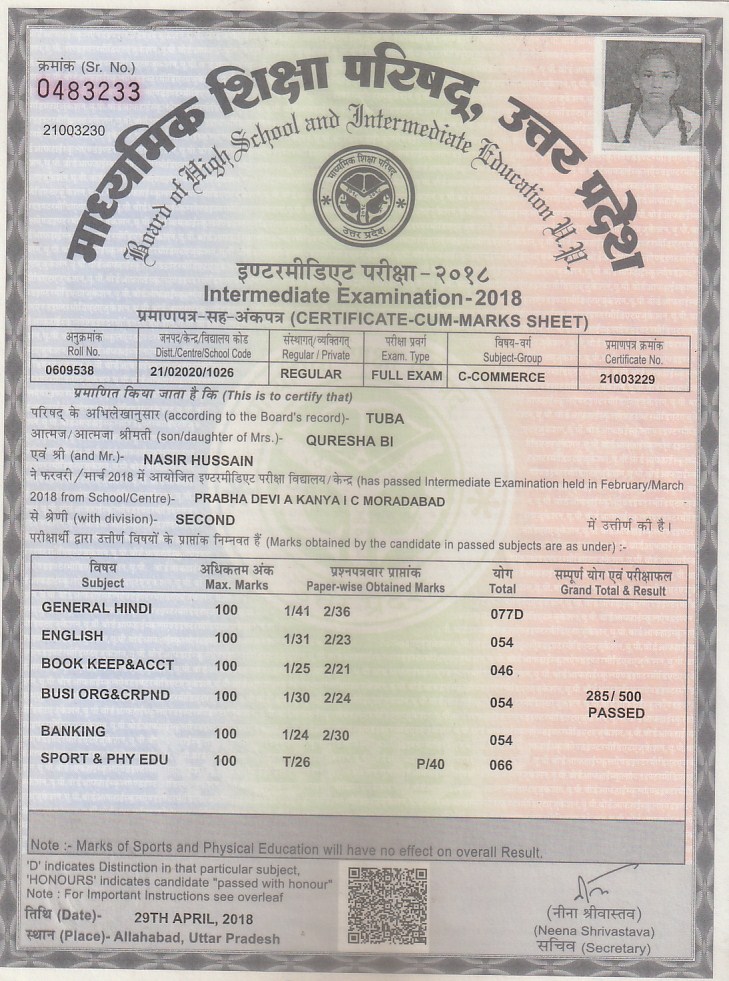 क्रमांक (Sr. No.)
0483233
21003230
माध्यमिक शिक्षा परिषद्, उत्तर प्रदेश
Board of High School and Intermediate Education U.P.
माध्यमिक शिक्षा परिषद्
उत्तर प्रदेश
इण्टरमीडिएट परीक्षा-२०१८
Intermediate Examination-2018
प्रमाणपत्र-सह-अंकपत्र (CERTIFICATE-CUM-MARKS SHEET)
अनुक्रमांक जनपद/केन्द्र/विद्यालय कोड संस्थागत/व्यक्तिगत् परीक्षा प्रवर्ग विषय-वर्ग प्रमाणपत्र क्रमांक
Roll No. Distt./Centre/School Code Regular / Private Exam. Type Subject-Group Certificate No.
0609538 21/02020/1026 REGULAR FULL EXAM C-COMMERCE 21003229
प्रमाणित किया जाता है कि (This is to certify that)
परिषद् के अभिलेखानुसार (according to the Board's record)- TUBA
आत्मज/आत्मजा श्रीमती (son/daughter of Mrs.)- QURESHA BI
एवं श्री (and Mr.)- NASIR HUSSAIN
ने फरवरी/मार्च 2018 में आयोजित इण्टरमीडिएट परीक्षा विद्यालय/केन्द्र (has passed Intermediate Examination held in February/March
2018 from School/Centre)- PRABHA DEVI A KANYA I C MORADABAD
से श्रेणी (with division)- SECOND में उत्तीर्ण की है।
परीक्षार्थी द्वारा उत्तीर्ण विषयों के प्राप्तांक निम्नवत हैं (Marks obtained by the candidate in passed subjects are as under) :-
विषय अधिकतम अंक प्रश्नपत्रवार प्राप्तांक योग सम्पूर्ण योग एवं परीक्षाफल
Subject Max. Marks Paper-wise Obtained Marks Total Grand Total & Result
GENERAL HINDI 100 1/41 2/36 077D
ENGLISH 100 1/31 2/23 054
BOOK KEEP&ACCT 100 1/25 2/21 046
BUSI ORG&CRPND 100 1/30 2/24 054 285/ 500
PASSED
BANKING 100 1/24 2/30 054
SPORT & PHY EDU 100 T/26 P/40 066
Note :- Marks of Sports and Physical Education will have no effect on overall Result.
'D' indicates Distinction in that particular subject,
'HONOURS' indicates candidate "passed with honour"
Note : For Important Instructions see overleaf
तिथि (Date)- 29TH APRIL, 2018
स्थान (Place)- Allahabad, Uttar Pradesh
(नीना श्रीवास्तव)
(Neena Shrivastava)
सचिव (Secretary)